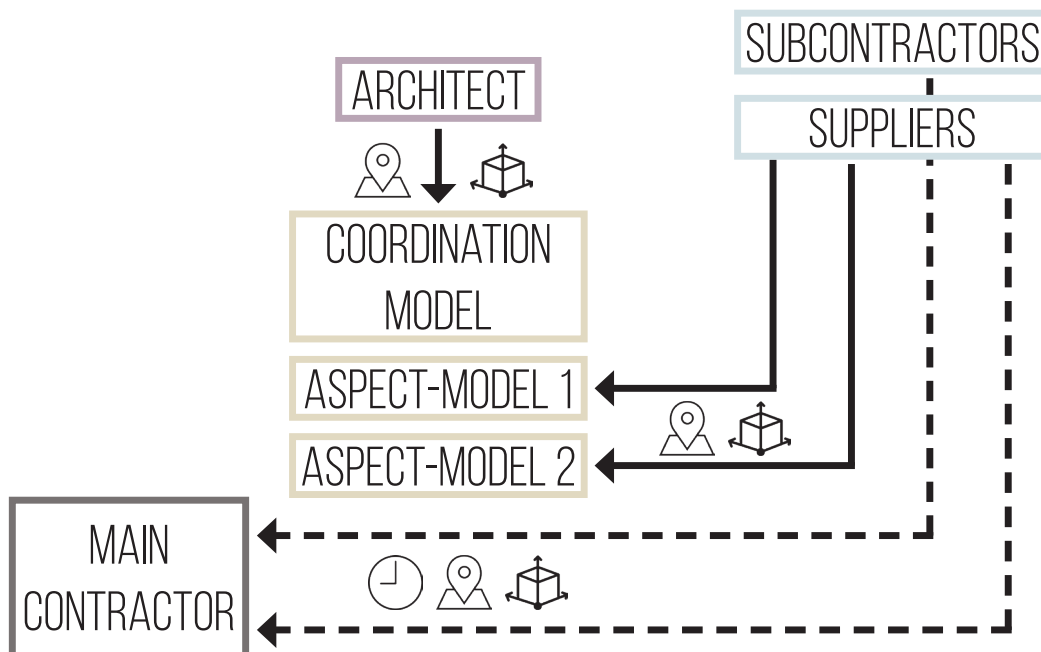 SUBCONTRACTORS
ARCHITECT
SUPPLIERS
COORDINATION
MODEL
ASPECT-MODEL 1
ASPECT-MODEL 2
MAIN
CONTRACTOR